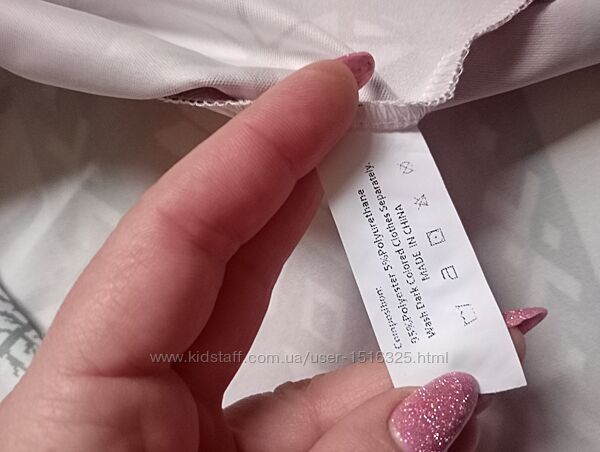 Composition:
95%Polyester 5%Polyurethane
Wash Dark Colored Clothes Separately.
MADE IN CHINA
www.kidstaff.com.ua/user-1516325.html